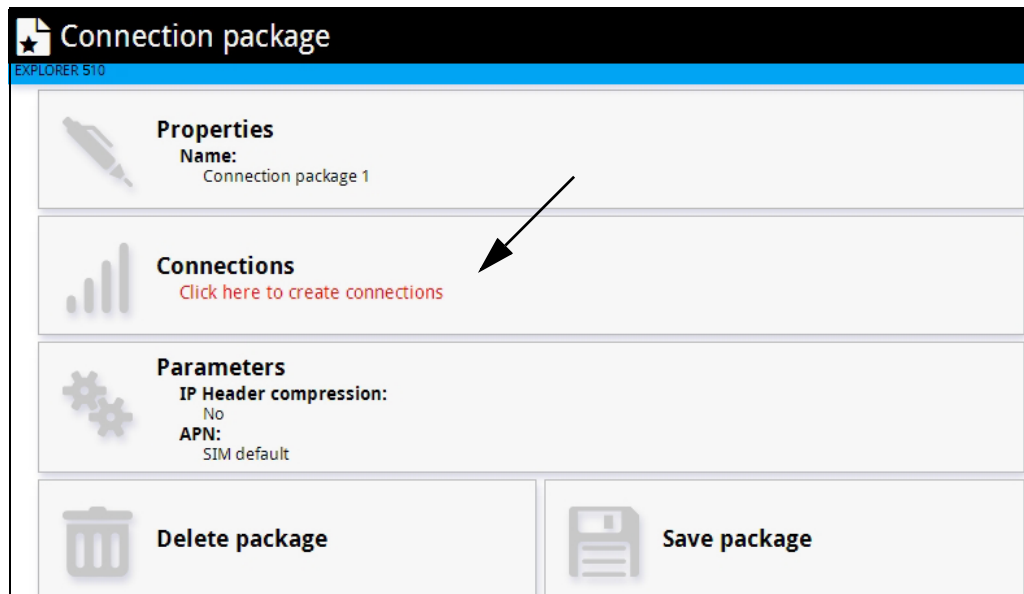 Connection package
EXPLORER 510
Properties
Name:
Connection package 1
Connections
Click here to create connections
Parameters
IP Header compression:
No
APN:
SIM default
Delete package
Save package